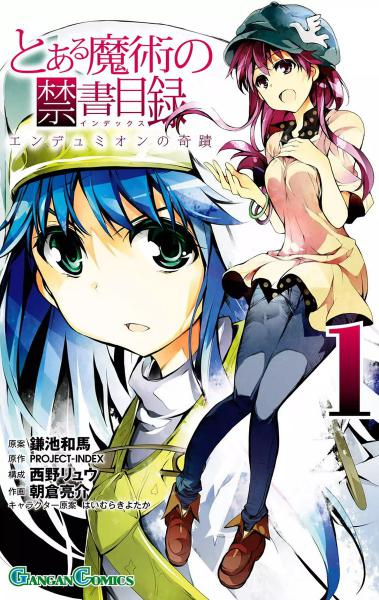 とある魔術の
禁書目録
インデックス
エンデュミオンの奇蹟
1
原案 鎌池和馬
原作 PROJECT-INDEX
構成 西野リュウ
作画 朝倉亮介
キャラクター原案 はいむらきよたか
GANGAN COMICS